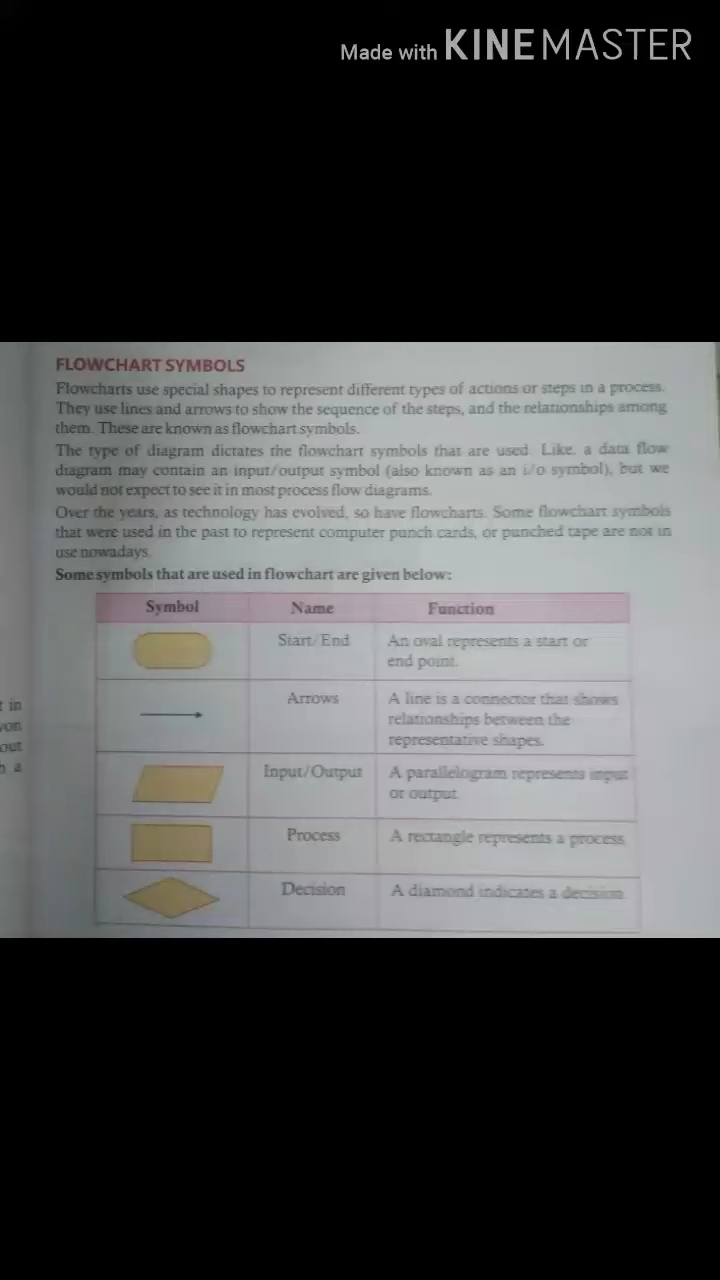 Made with KINEMASTER
FLOWCHART SYMBOLS
Flowcharts use special shapes to represent different types of actions or steps in a process.
They use lines and arrows to show the sequence of the steps, and the relationships among
them. These are known as flowchart symbols.
The type of diagram dictates the flowchart symbols that are used. Like, a data flow
diagram may contain an input/output symbol (also known as an i/o symbol), but we
would not expect to see it in most process flow diagrams.
Over the years, as technology has evolved, so have flowcharts. Some flowchart symbols
that were used in the past to represent computer punch cards, or punched tape are not in
use nowadays.
Some symbols that are used in flowchart are given below:
Symbol Name Function
Start/End An oval represents a start or
end point.
Arrows A line is a connector that shows
relationships between the
representative shapes.
Input/Output A parallelogram represents input
or output.
Process A rectangle represents a process.
Decision A diamond indicates a decision.
in
out
a